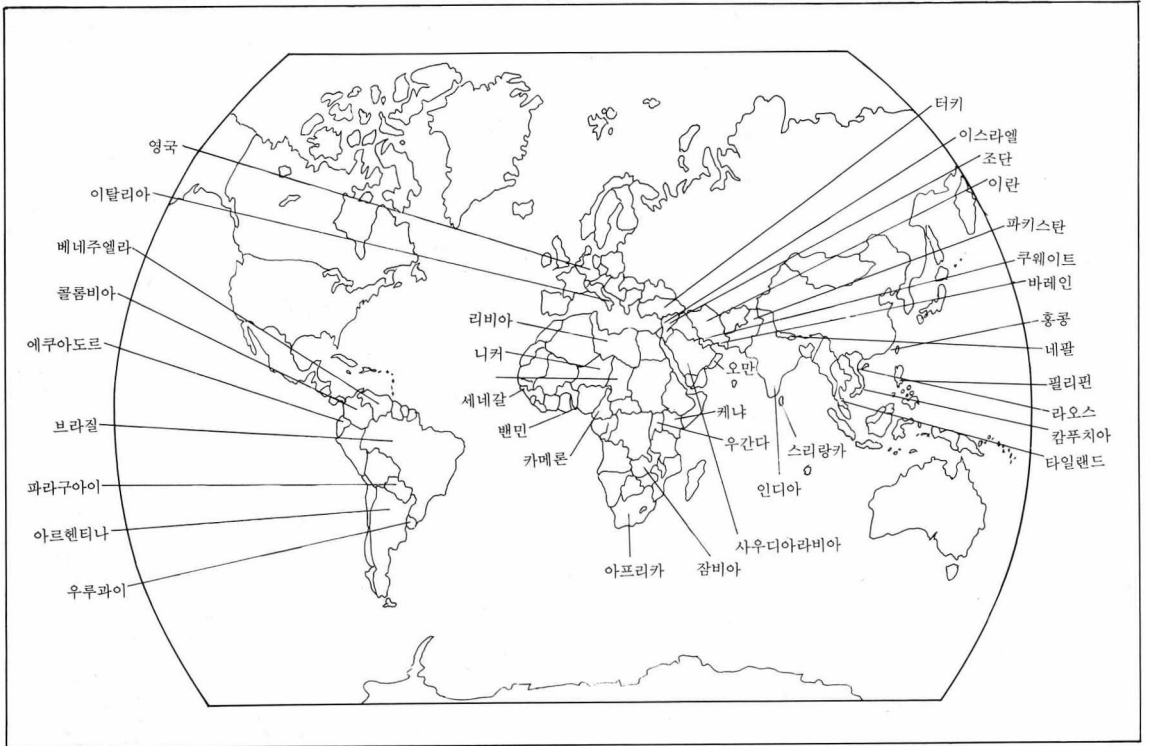 영국
이탈리아
베네주엘라
콜롬비아
에쿠아도르
브라질
파라구아이
아르헨티나
우루과이
리비아
니커
세네갈
밴민
카메룬
오만
케냐
우간다
스리랑카
인디아
사우디아라비아
잠비아
아프리카
터키
이스라엘
조단
이란
파키스탄
쿠웨이트
바레인
홍콩
네팔
필리핀
라오스
캄푸치아
타일랜드